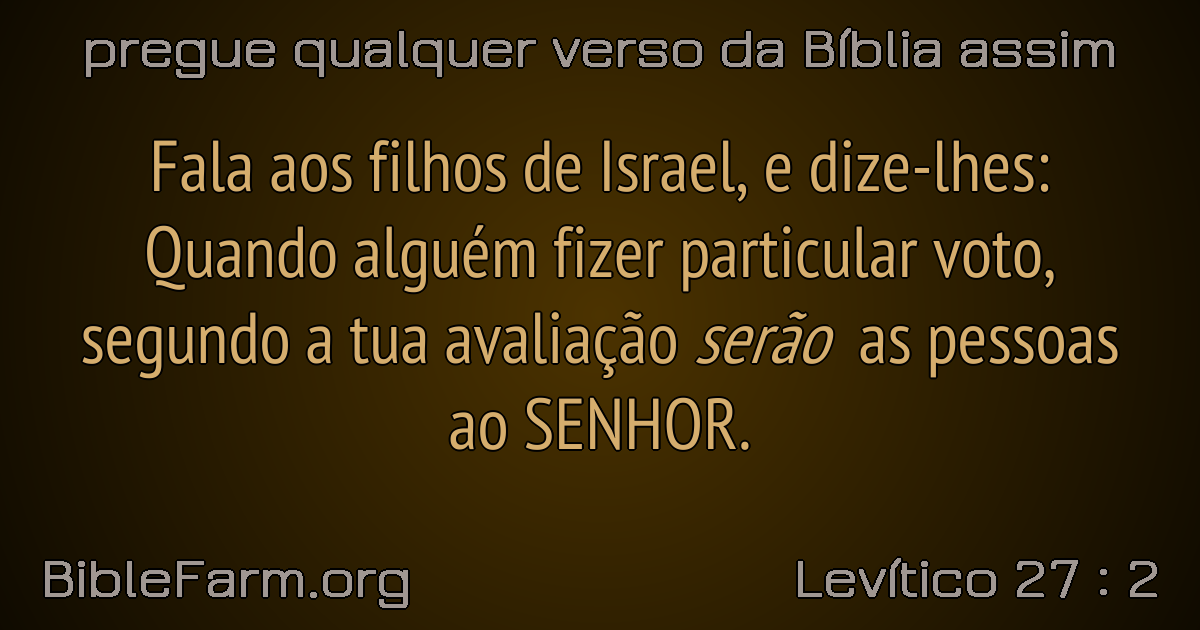 pregue qualquer verso da Bíblia assim
Fala aos filhos de Israel, e dize-lhes:
Quando alguém fizer particular voto,
segundo a tua avaliação serão as pessoas
ao SENHOR.
BibleFarm.org
Levítico 27 : 2